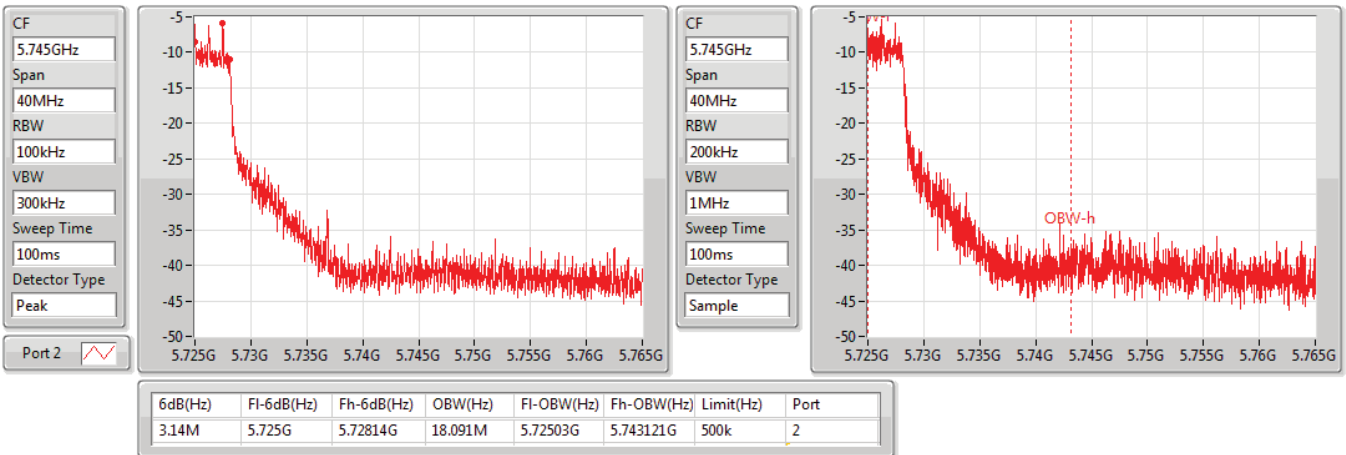 CF
5.745GHz
Span
40MHz
RBW
100kHz
VBW
300kHz
Sweep Time
100ms
Detector Type
Peak
Port 2
-5
-10
-15
-20
-25
-30
-35
-40
-45
-50
5.725G 5.73G 5.735G 5.74G 5.745G 5.75G 5.755G 5.76G 5.765G
CF
5.745GHz
Span
40MHz
RBW
200kHz
VBW
1MHz
Sweep Time
100ms
Detector Type
Sample
-5
-10
-15
-20
-25
-30
-35
-40
-45
-50
OBW-h
5.725G 5.73G 5.735G 5.74G 5.745G 5.75G 5.755G 5.76G 5.765G
6dB(Hz) Fl-6dB(Hz) Fh-6dB(Hz) OBW(Hz) Fl-OBW(Hz) Fh-OBW(Hz) Limit(Hz) Port
3.14M 5.725G 5.72814G 18.091M 5.72503G 5.743121G 500k 2